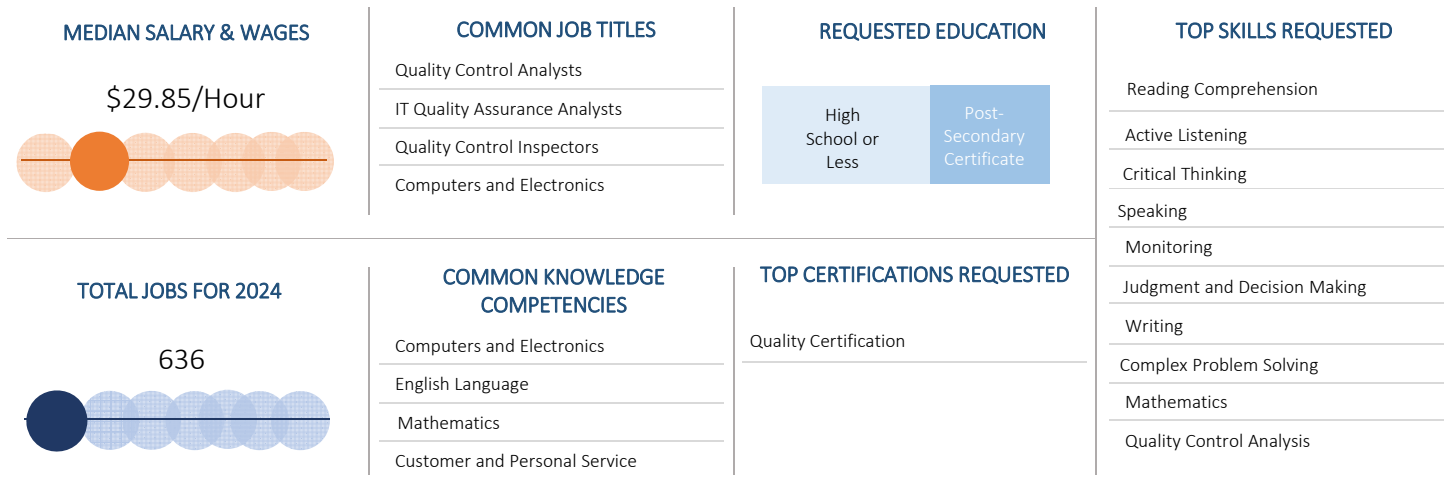 MEDIAN SALARY & WAGES
$29.85/Hour
COMMON JOB TITLES
Quality Control Analysts
IT Quality Assurance Analysts
Quality Control Inspectors
Computers and Electronics
REQUESTED EDUCATION
High
School or
Less
Post-
Secondary
Certificate
TOP SKILLS REQUESTED
Reading Comprehension
Active Listening
Critical Thinking
Speaking
Monitoring
Judgment and Decision Making
Writing
Complex Problem Solving
Mathematics
Quality Control Analysis
TOTAL JOBS FOR 2024
636
COMMON KNOWLEDGE
COMPETENCIES
Computers and Electronics
English Language
Mathematics
Customer and Personal Service
TOP CERTIFICATIONS REQUESTED
Quality Certification